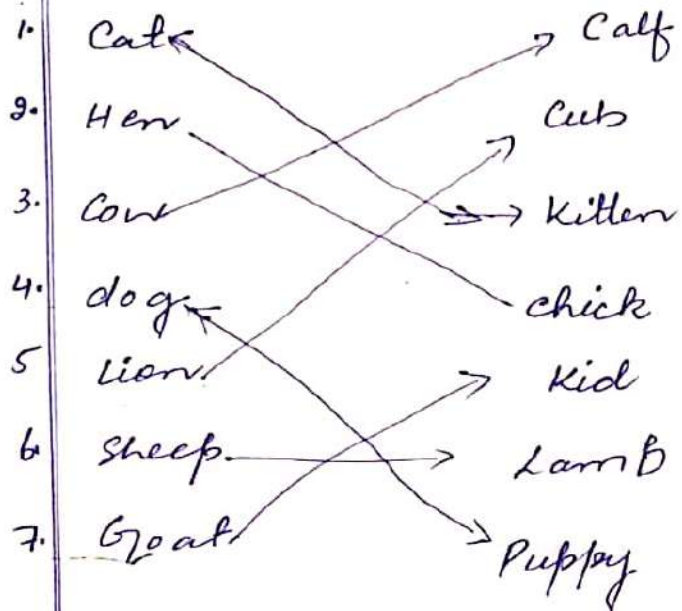 1. Cat Calf
2. Hen Cub
3. Cow Kitten
4. dog chick
5 Lion Kid
6. Sheep LamB
7. Goat Puppy